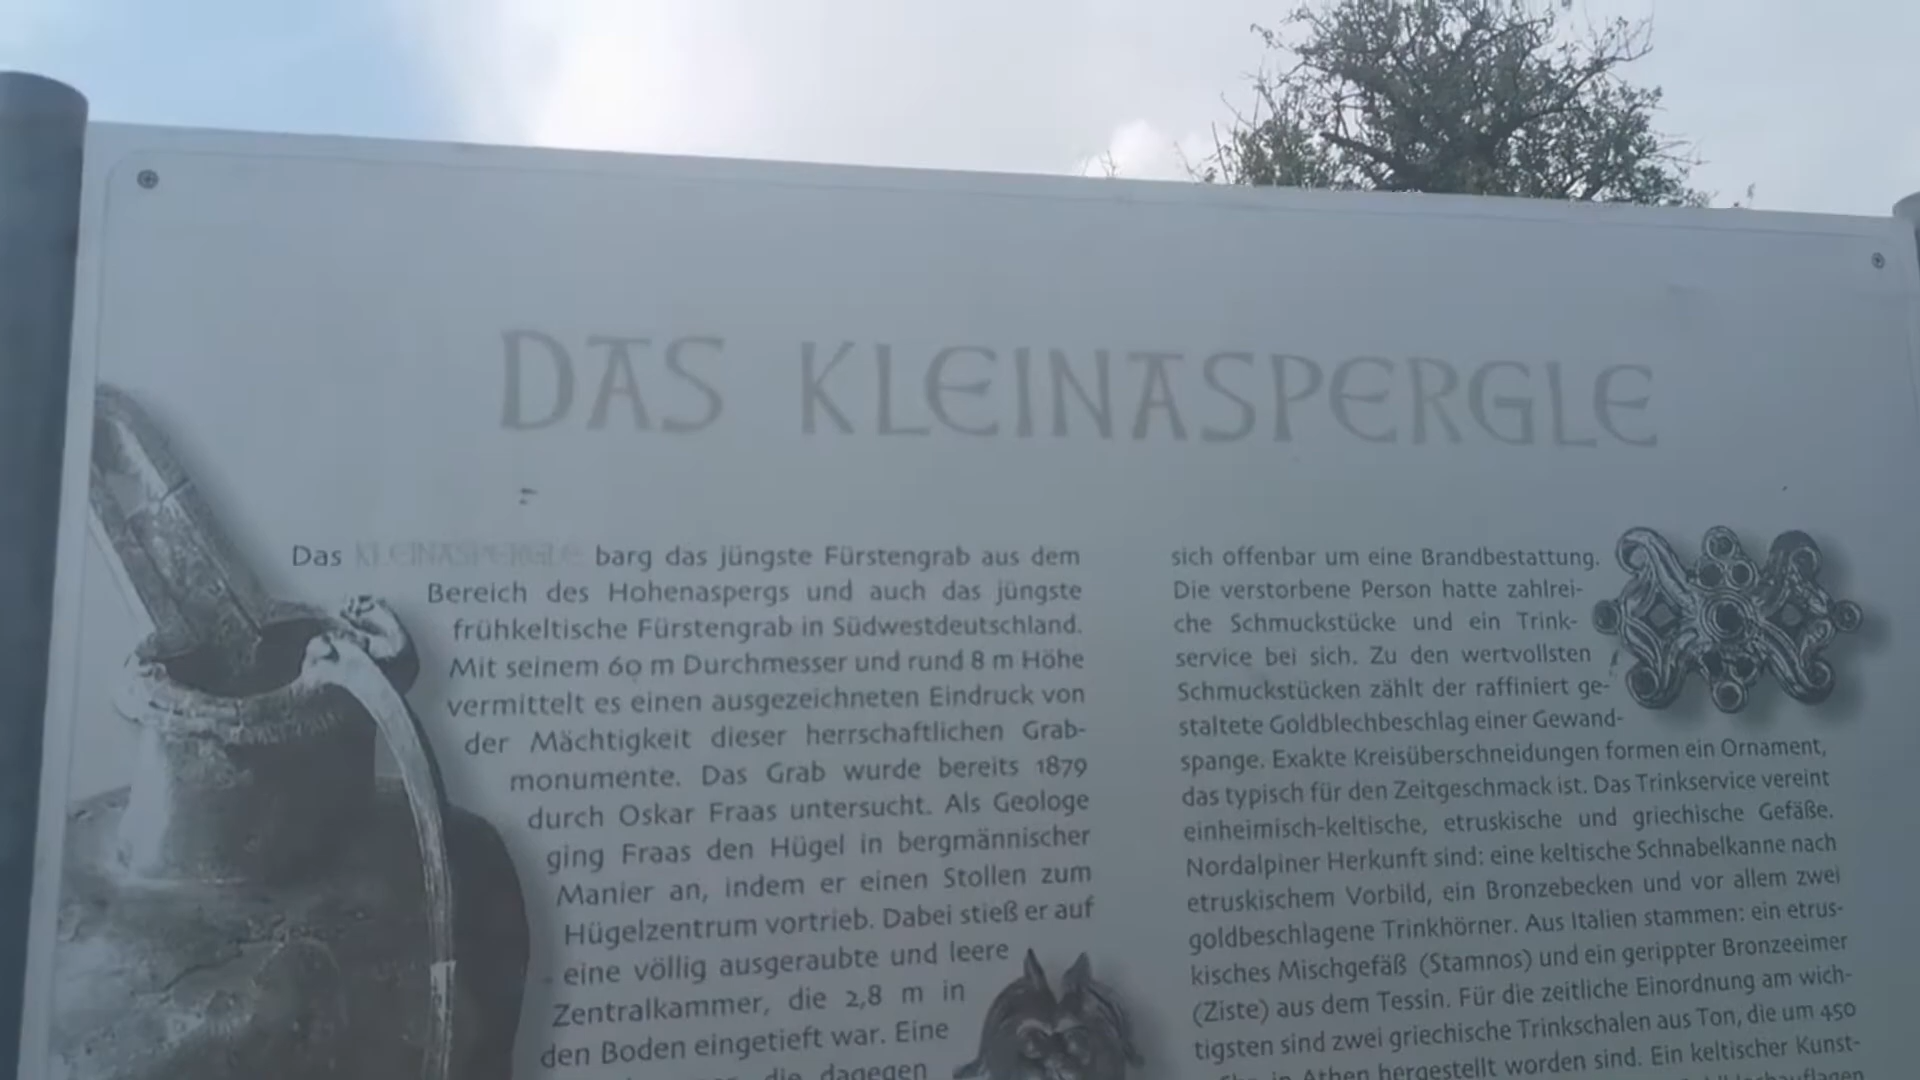 DAS KLEINASPERGLE
Das KLEINASPERGLE barg das jüngste Fürstengrab aus dem
Bereich des Hohenaspergs und auch das jüngste
frühkeltische Fürstengrab in Südwestdeutschland.
Mit seinem 60 m Durchmesser und rund 8 m Höhe
vermittelt es einen ausgezeichneten Eindruck von
der Mächtigkeit dieser herrschaftlichen Grab-
monumente. Das Grab wurde bereits 1879
durch Oskar Fraas untersucht. Als Geologe
ging Fraas den Hügel in bergmännischer
Manier an, indem er einen Stollen zum
Hügelzentrum vortrieb. Dabei stieß er auf
eine völlig ausgeraubte und leere
Zentralkammer, die 2,8 m in
den Boden eingetieft war. Eine
die dagegen
sich offenbar um eine Brandbestattung.
Die verstorbene Person hatte zahlrei-
che Schmuckstücke und ein Trink-
service bei sich. Zu den wertvollsten
Schmuckstücken zählt der raffiniert ge-
staltete Goldblechbeschlag einer Gewand-
spange. Exakte Kreisüberschneidungen formen ein Ornament,
das typisch für den Zeitgeschmack ist. Das Trinkservice vereint
einheimisch-keltische, etruskische und griechische Gefäße.
Nordalpiner Herkunft sind: eine keltische Schnabelkanne nach
etruskischem Vorbild, ein Bronzebecken und vor allem zwei
goldbeschlagene Trinkhörner. Aus Italien stammen: ein etrus-
kisches Mischgefäß (Stamnos) und ein gerippter Bronzeeimer
(Ziste) aus dem Tessin. Für die zeitliche Einordnung am wich-
tigsten sind zwei griechische Trinkschalen aus Ton, die um 450
in Athen hergestellt worden sind. Ein keltischer Kunst-